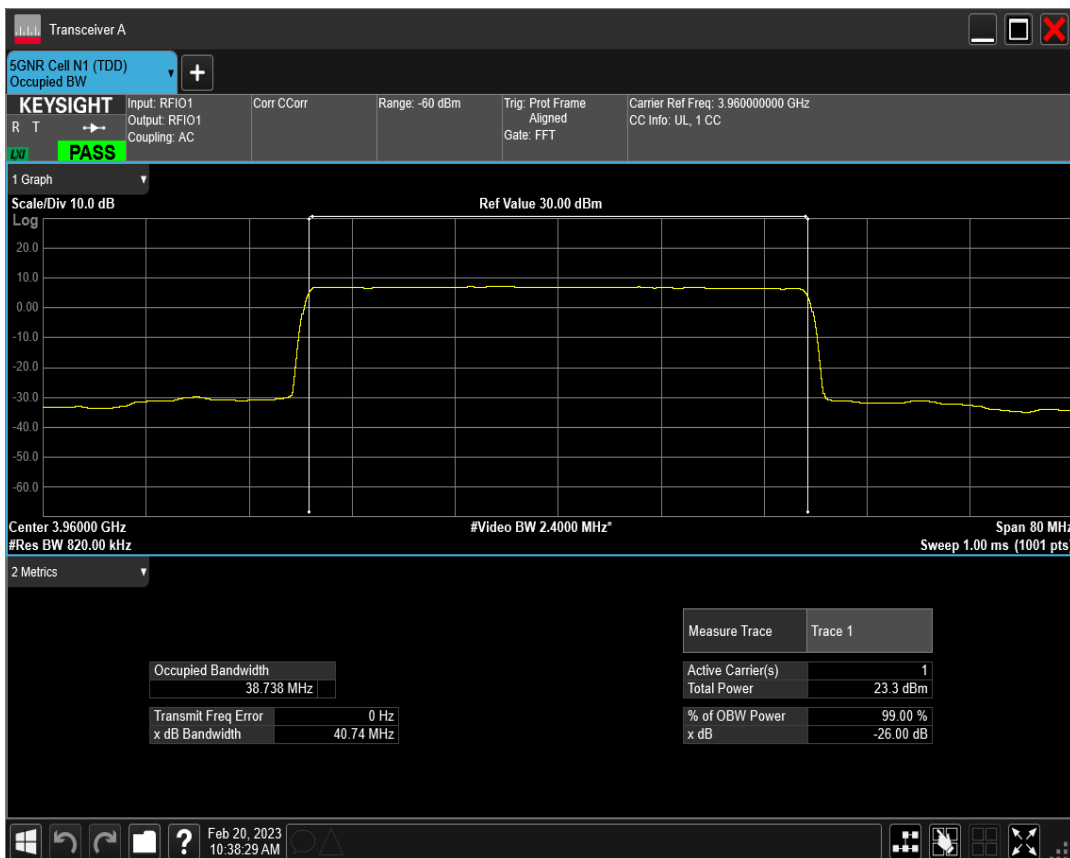 Transceiver A
5GNR Cell N1 (TDD)
Occupied BW
+
KEYSIGHT
R T
LXI
PASS
Input: RFIO1
Output: RFIO1
Coupling: AC
Corr CCorr
Range: -60 dBm
Trig: Prot Frame
Aligned
Gate: FFT
Carrier Ref Freq: 3.960000000 GHz
CC Info: UL, 1 CC
1 Graph
Scale/Div 10.0 dB
Ref Value 30.00 dBm
Log
20.0
10.0
0.00
-10.0
-20.0
-30.0
-40.0
-50.0
-60.0
Center 3.96000 GHz
#Video BW 2.4000 MHz*
Span 80 MHz
#Res BW 820.00 kHz
Sweep 1.00 ms (1001 pts)
2 Metrics
Measure Trace Trace 1
Occupied Bandwidth
38.738 MHz
Active Carrier(s) 1
Total Power 23.3 dBm
Transmit Freq Error 0 Hz
x dB Bandwidth 40.74 MHz
% of OBW Power 99.00 %
x dB -26.00 dB
?
Feb 20, 2023
10:38:29 AM